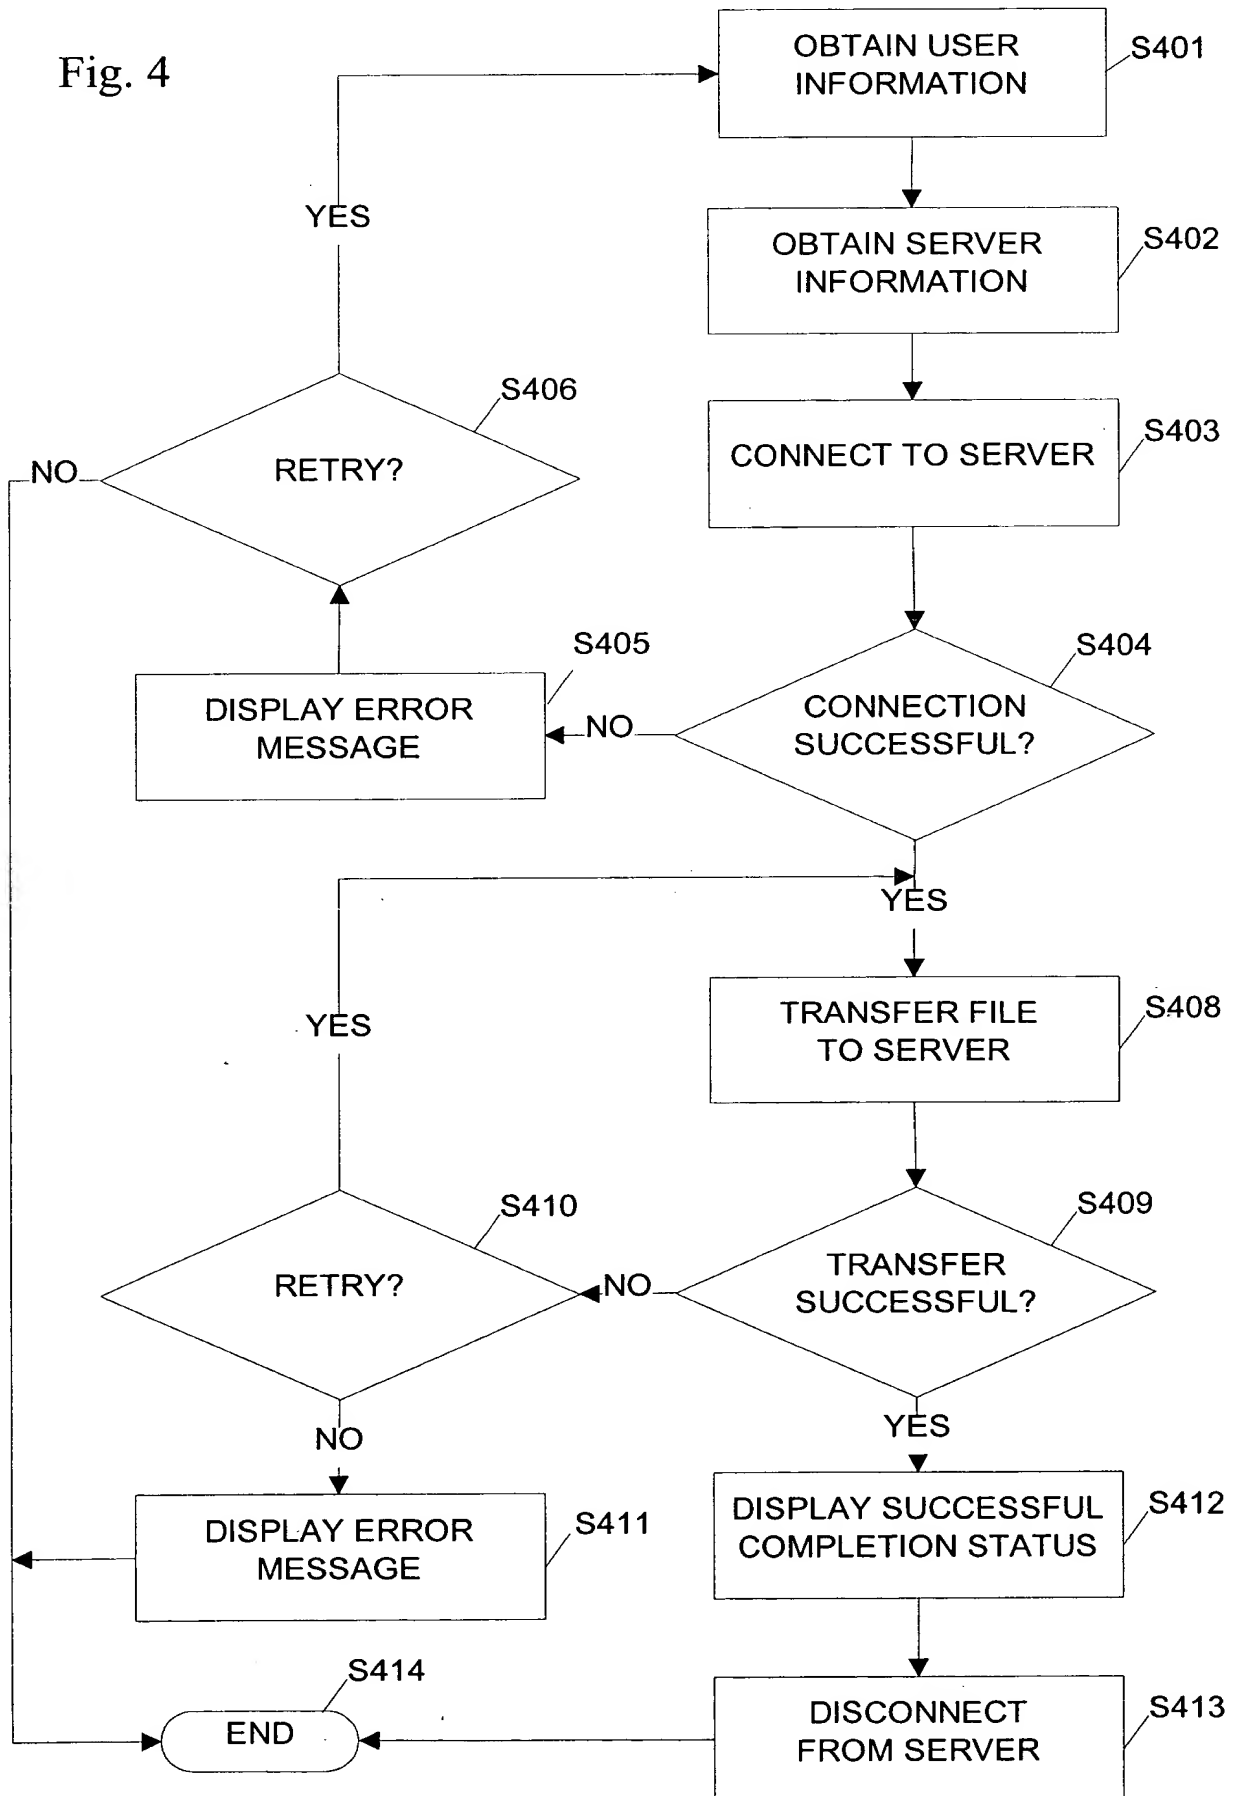 Fig. 4
OBTAIN USER
INFORMATION
S401
YES
OBTAIN SERVER
INFORMATION
S402
S406
RETRY?
NO
CONNECT TO SERVER
S403
S405
DISPLAY ERROR
MESSAGE
NO
S404
CONNECTION
SUCCESSFUL?
YES
YES
TRANSFER FILE
TO SERVER
S408
S410
RETRY?
NO
S409
TRANSFER
SUCCESSFUL?
NO
YES
DISPLAY ERROR
MESSAGE
S411
DISPLAY SUCCESSFUL
COMPLETION STATUS
S412
S414
END
DISCONNECT
FROM SERVER
S413